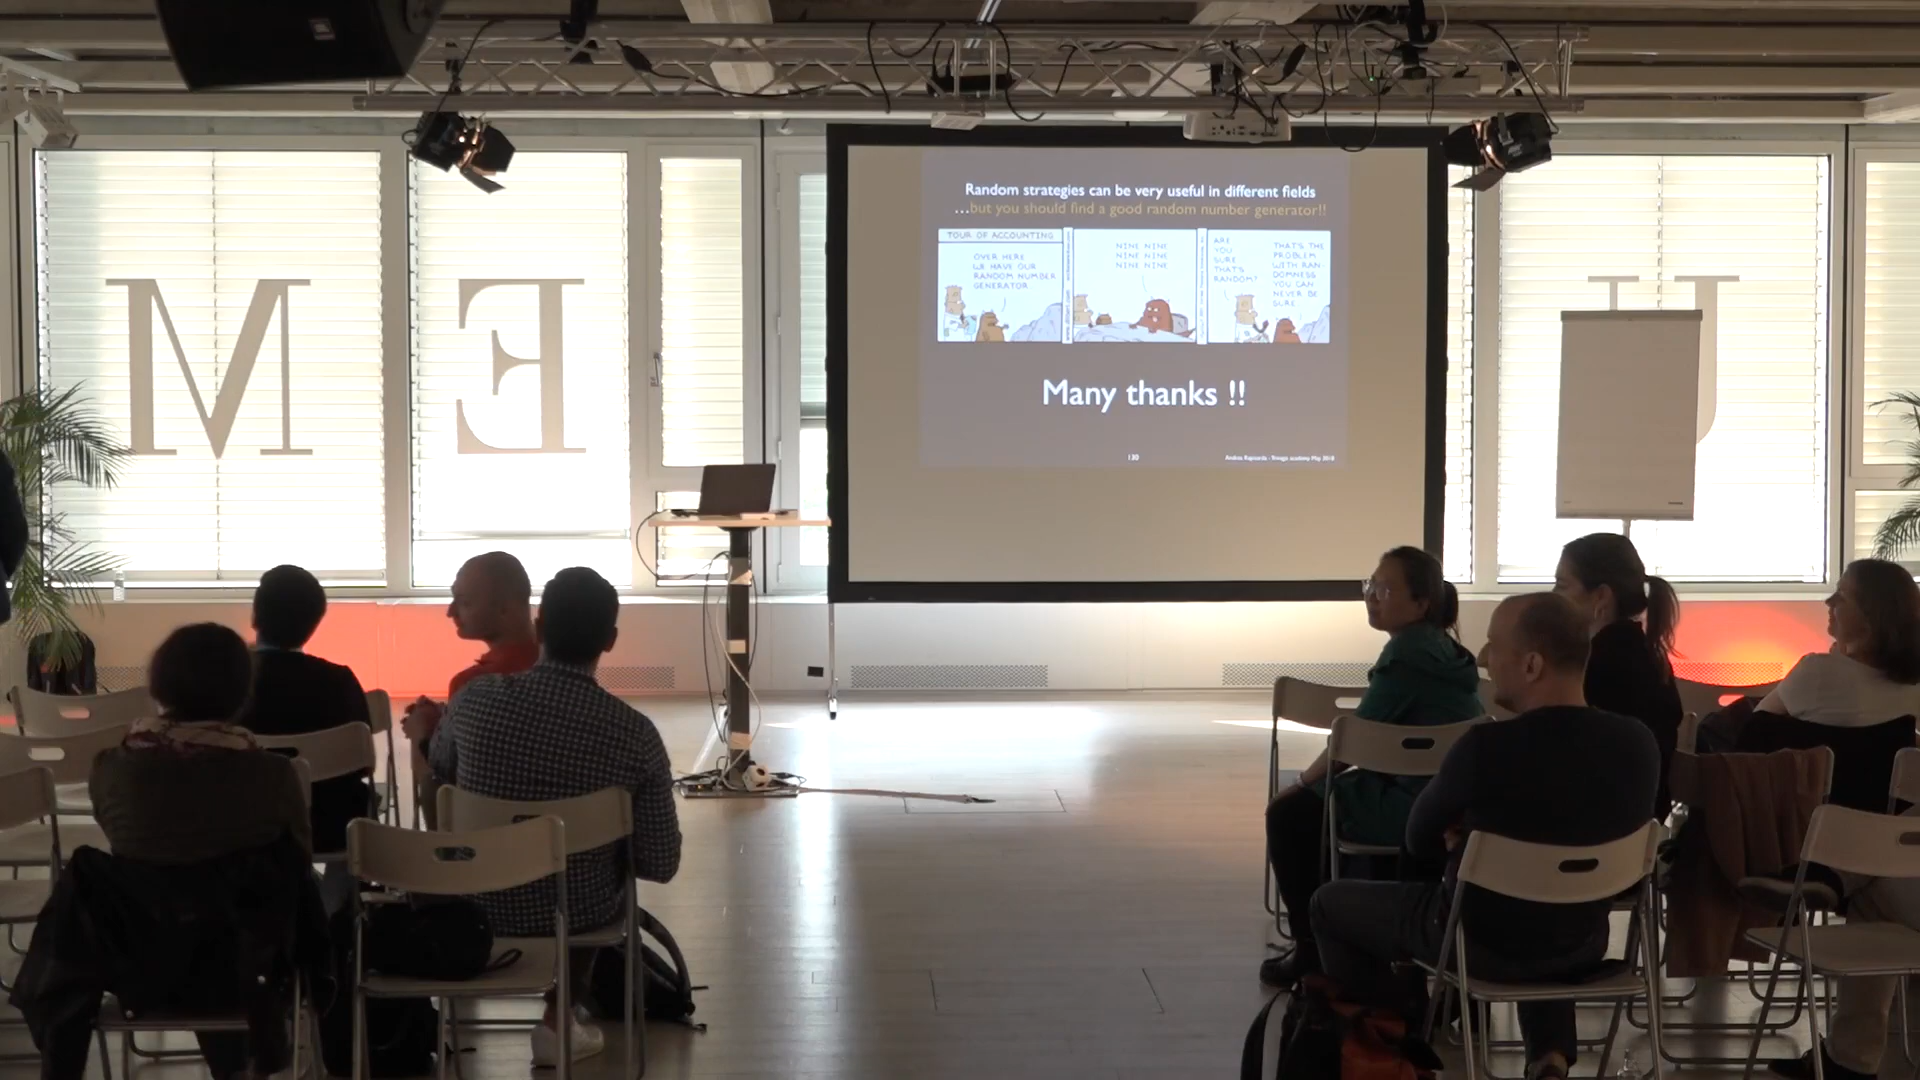 M
E
U
Random strategies can be very useful in different fields
...but you should find a good random number generator!!
TOUR OF ACCOUNTING
OVER HERE
WE HAVE OUR
RANDOM NUMBER
GENERATOR
NINE NINE
NINE NINE
NINE NINE
ARE
YOU
SURE
THAT'S
RANDOM?
THAT'S THE
PROBLEM
WITH RAN-
DOMNESS
YOU CAN
NEVER BE
SURE
Many thanks !!
130